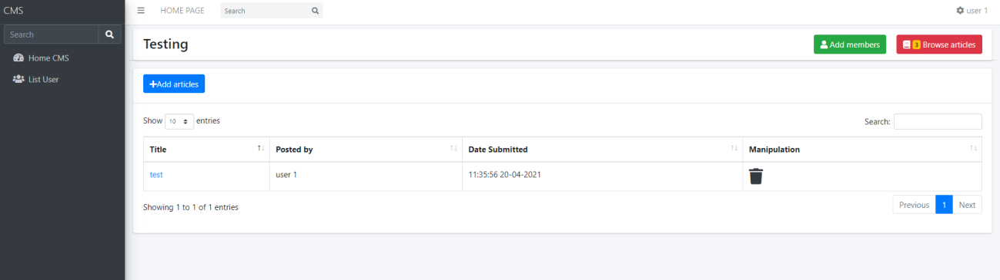 CMS
HOME PAGE
Search
user 1
Search
Home CMS
List User
Testing
Add members
3 Browse articles
+Add articles
Show 10 entries
Search:
Title Posted by Date Submitted Manipulation
test user 1 11:35:56 20-04-2021
Showing 1 to 1 of 1 entries
Previous 1 Next